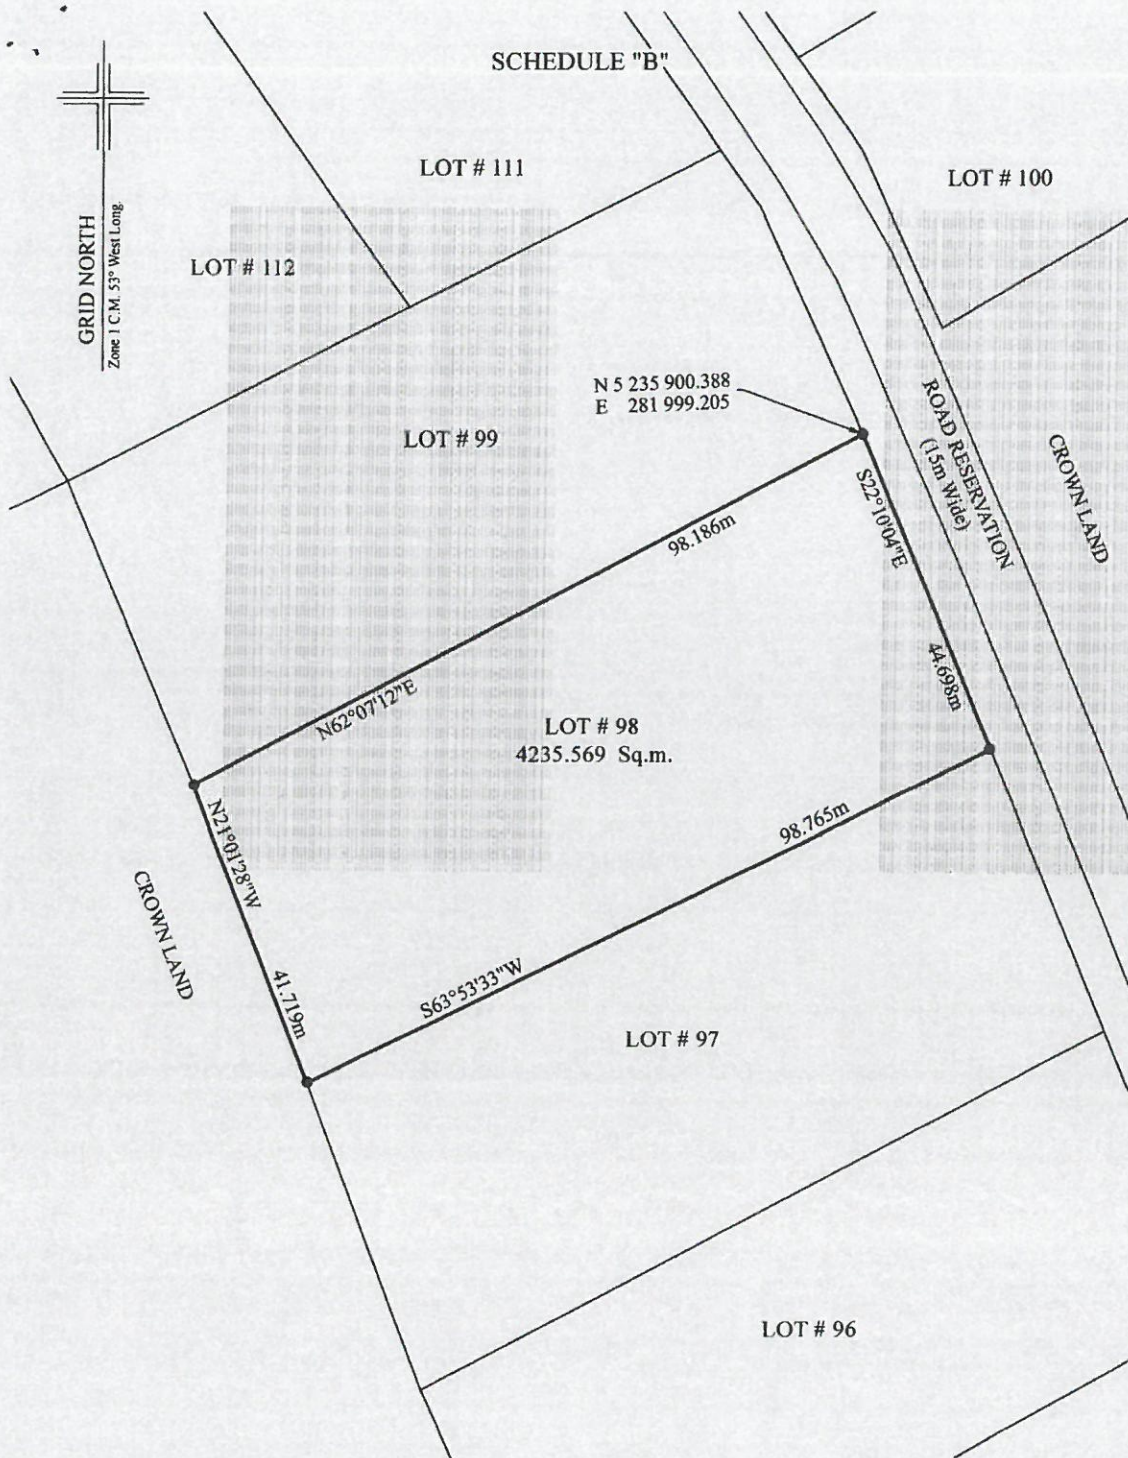 SCHEDULE "B"
LOT # 111
LOT # 100
LOT # 112
GRID NORTH
Zone 1 C.M. 53° West Long.
N 5 235 900.388
E 281 999.205
LOT # 99
ROAD RESERVATION
(15m Wide)
CROWN LAND
S22°10'04"E
98.186m
44.698m
N62°07'12"E
LOT # 98
4235.569 Sq.m.
98.765m
N21°01'28"W
CROWN LAND
41.719m
S63°53'33"W
LOT # 97
LOT # 96